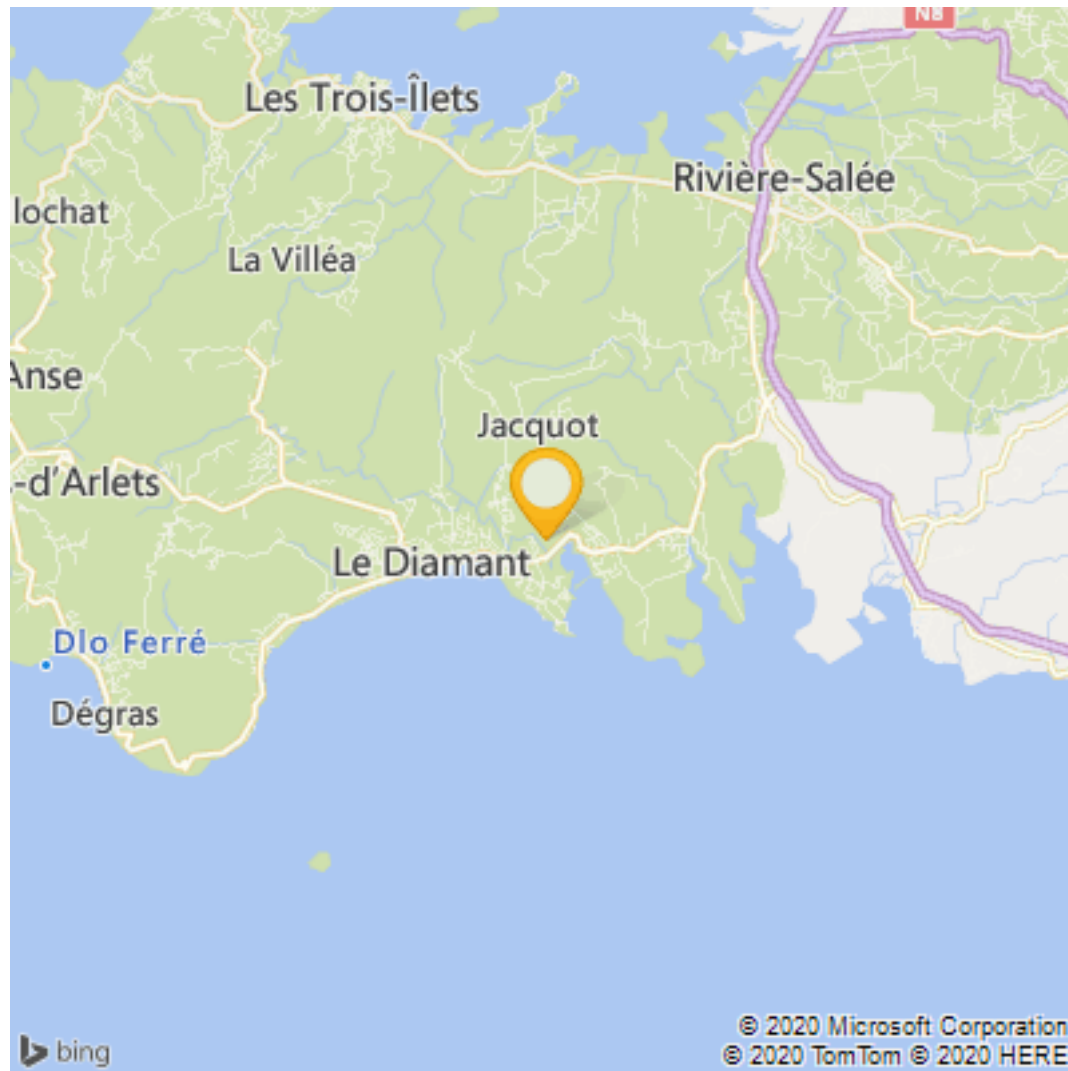 N8
Les Trois-Îlets
Rivière-Salée
lochat
La Villéa
Anse
Jacquot
-d’Arlets
Le Diamant
Dlo Ferré
Dégras
© 2020 Microsoft Corporation
bing
© 2020 TomTom © 2020 HERE